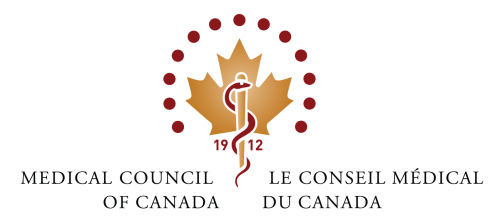 19 12
MEDICAL COUNCIL
OF CANADA
LE CONSEIL MÉDICAL
DU CANADA